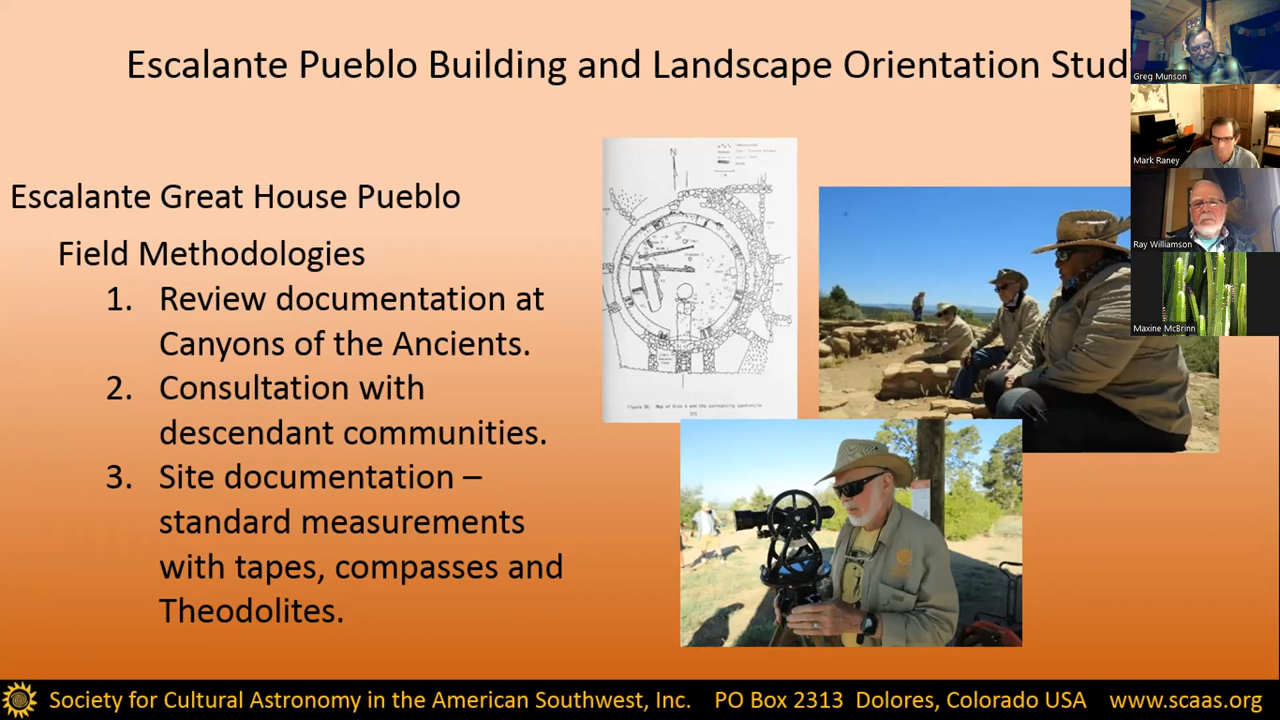 Escalante Pueblo Building and Landscape Orientation Stud
Greg Munson
Mark Raney
Ray Williamson
Maxine McBrinn
Escalante Great House Pueblo
Field Methodologies
1. Review documentation at
Canyons of the Ancients.
2. Consultation with
descendant communities.
3. Site documentation –
standard measurements
with tapes, compasses and
Theodolites.
N
Society for Cultural Astronomy in the American Southwest, Inc. PO Box 2313 Dolores, Colorado USA www.scaas.org